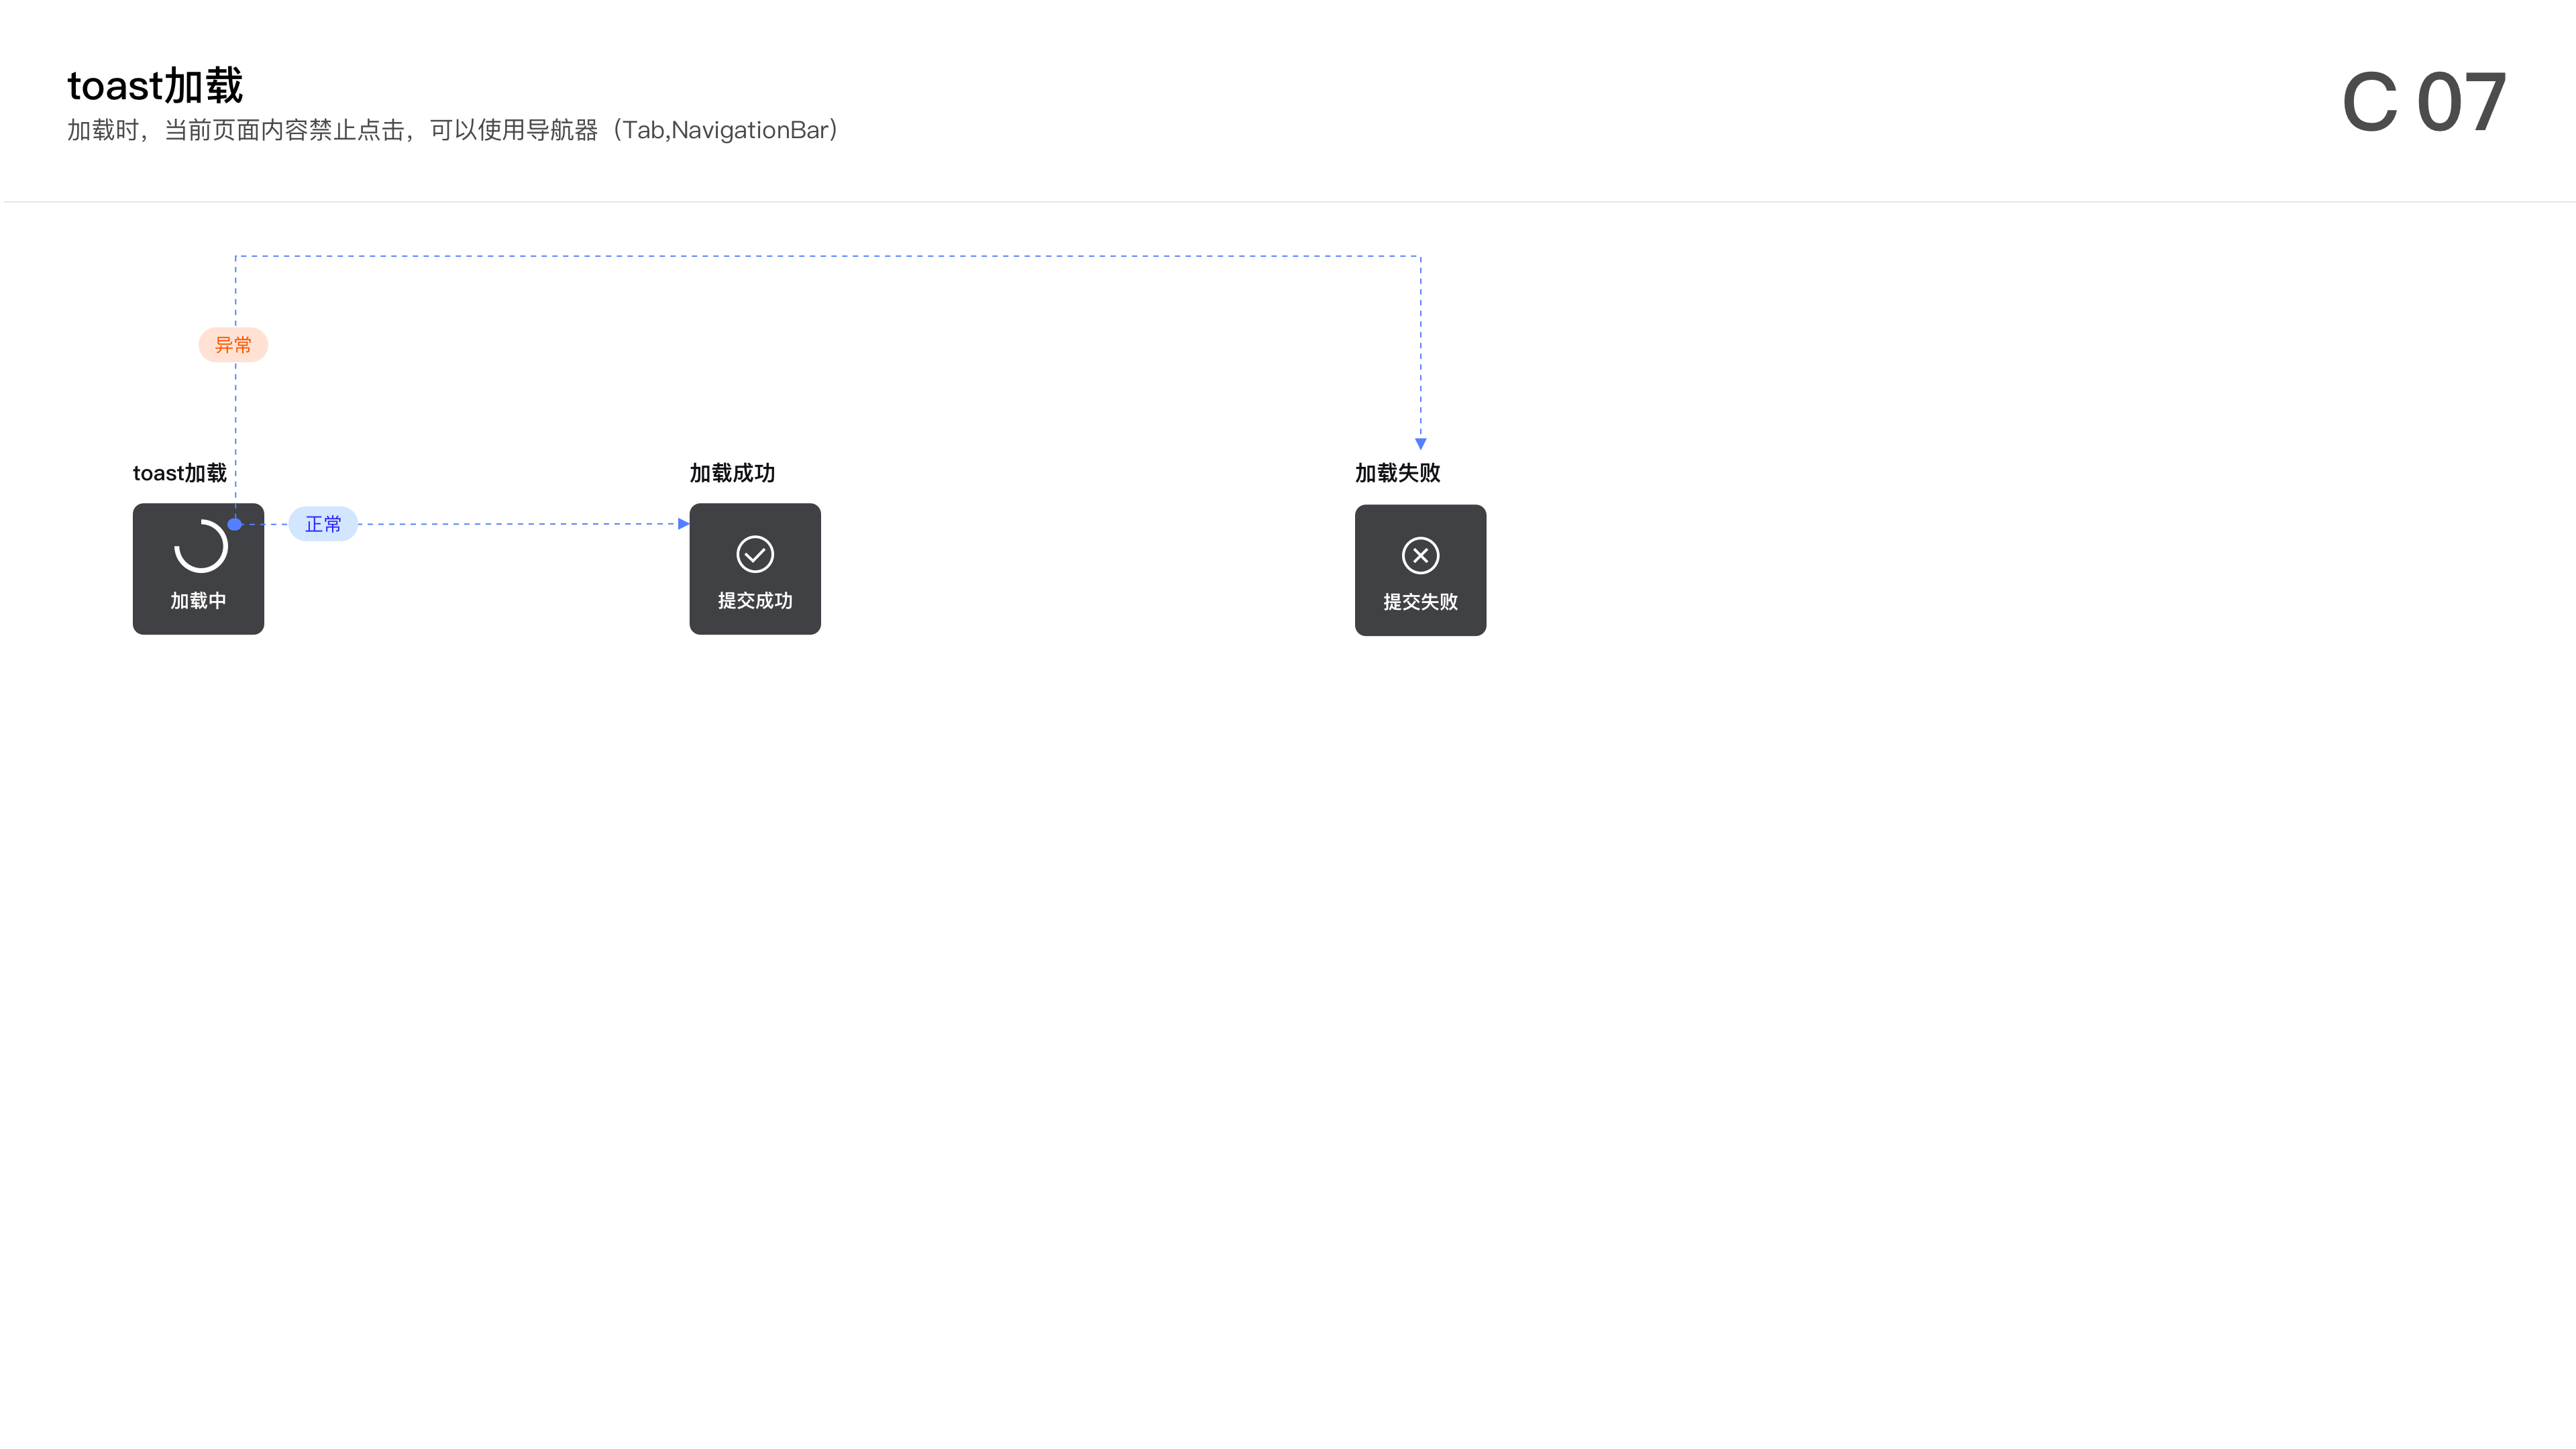 toast加载
加载时，当前页面内容禁止点击，可以使用导航器（Tab,NavigationBar）
C 07
异常
toast加载
加载成功
加载失败
正常
加载中
提交成功
提交失败